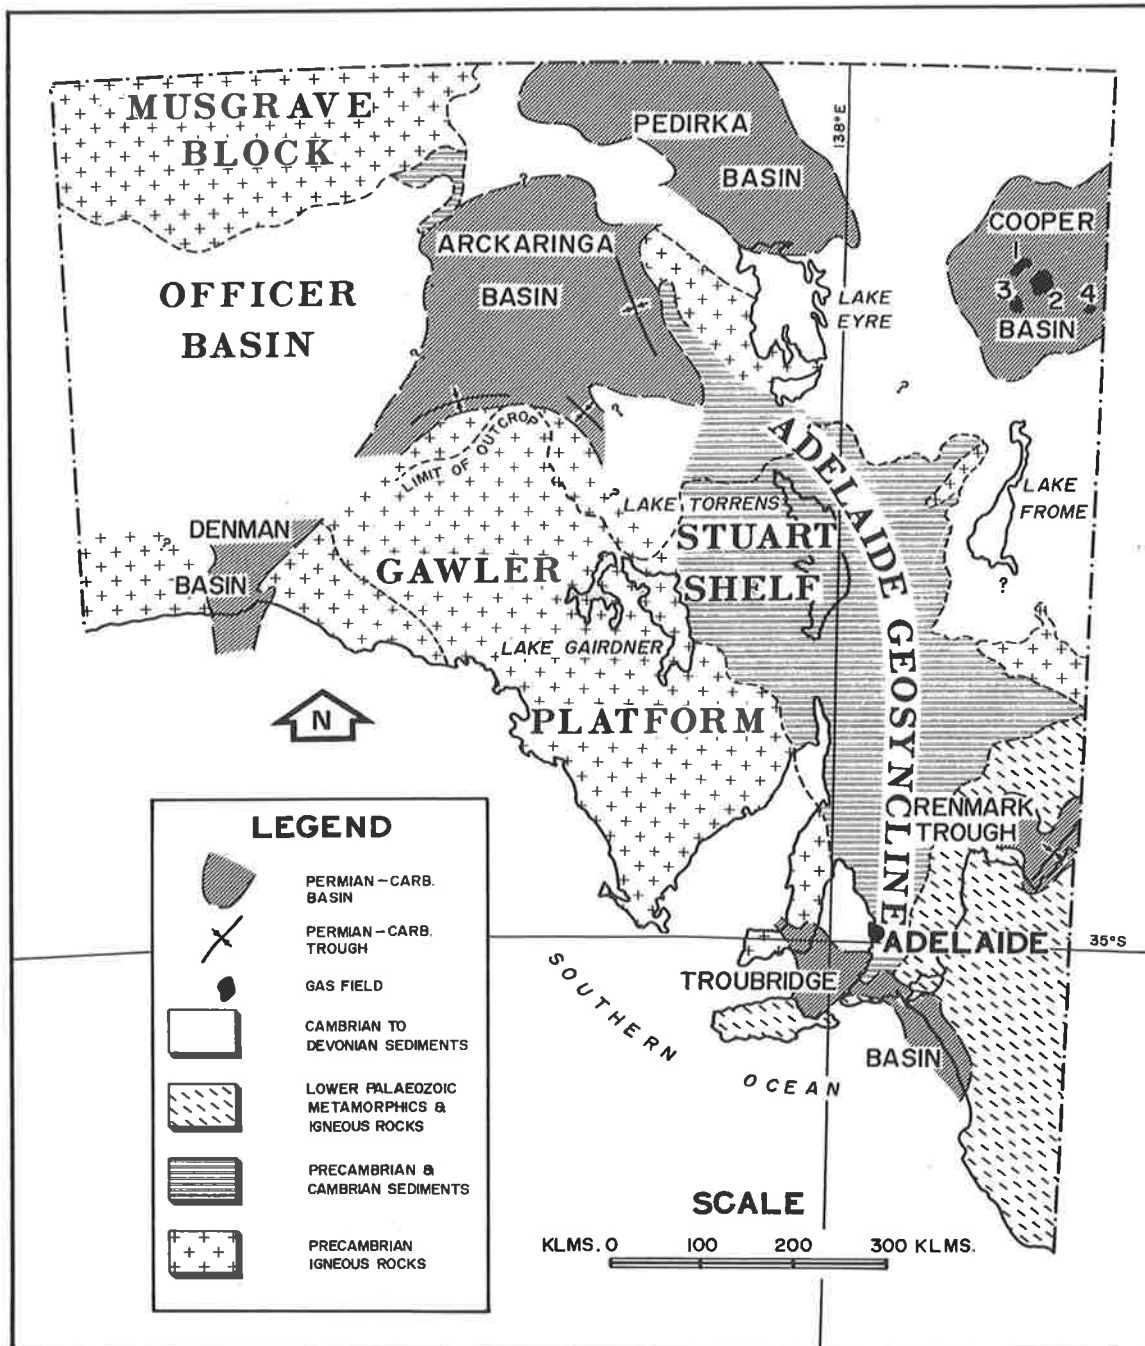 MUSGRAVE
BLOCK
PEDIRKA
BASIN
138°E
?
ARCKARINGA
BASIN
COOPER
1
3
2
4
BASIN
OFFICER
BASIN
LAKE
EYRE
?
?
?
LIMIT OF OUTCROP
ADELAIDE GEOSYNCLINE
LAKE
FROME
?
LAKE TORRENS
STUART
SHELF
DENMAN
BASIN
?
GAWLER
?
LAKE GAIRDNER
PLATFORM
N
RENMARK
TROUGH
ADELAIDE
35°S
TROUBRIDGE
BASIN
SOUTHERN
OCEAN
LEGEND
PERMIAN-CARB.
BASIN
PERMIAN-CARB.
TROUGH
GAS FIELD
CAMBRIAN TO
DEVONIAN SEDIMENTS
LOWER PALAEOZOIC
METAMORPHICS &
IGNEOUS ROCKS
PRECAMBRIAN &
CAMBRIAN SEDIMENTS
PRECAMBRIAN
IGNEOUS ROCKS
SCALE
KLMS. 0 100 200 300 KLMS.